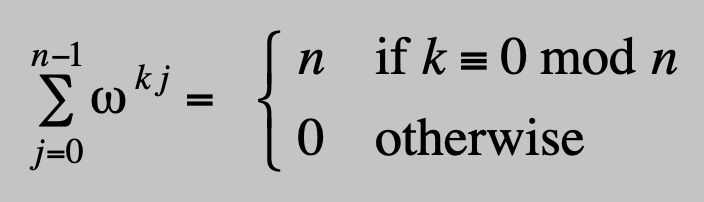 n−1
∑ ω^{kj} = { n if k ≡ 0 mod n
j=0
0 otherwise